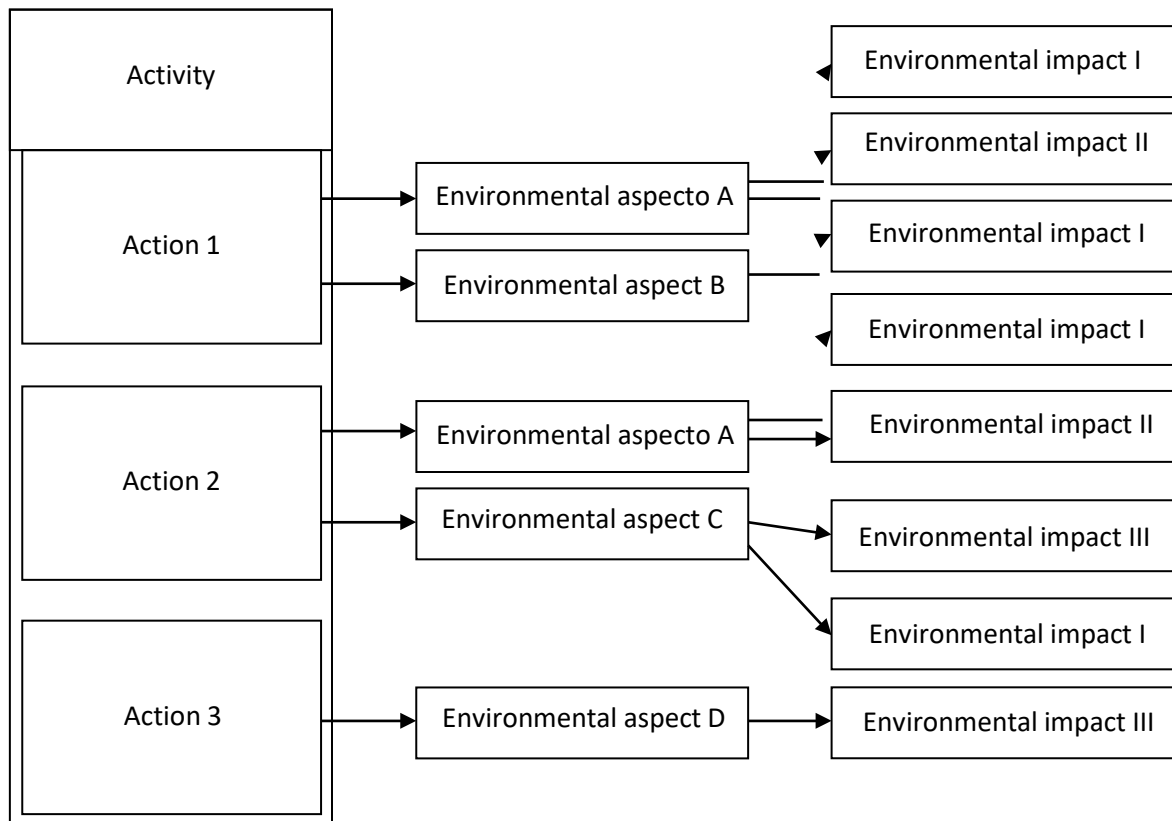 Activity
Action 1
Action 2
Action 3
Environmental aspecto A
Environmental aspect B
Environmental aspecto A
Environmental aspect C
Environmental aspect D
Environmental impact I
Environmental impact II
Environmental impact I
Environmental impact I
Environmental impact II
Environmental impact III
Environmental impact I
Environmental impact III